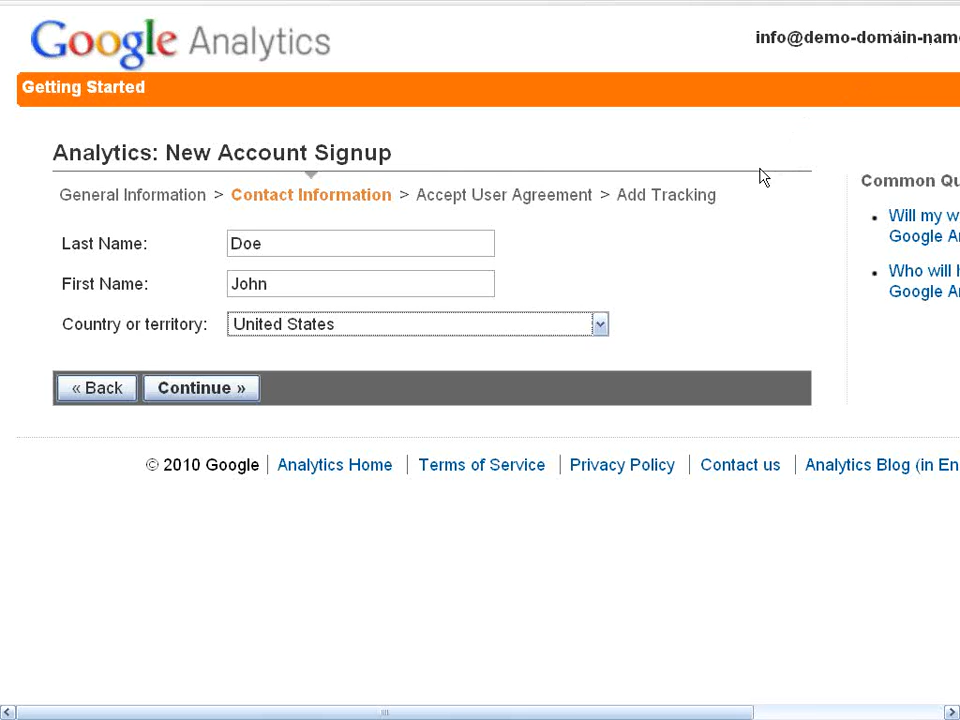 Google Analytics
info@demo-domain-name
Getting Started
Analytics: New Account Signup
General Information > Contact Information > Accept User Agreement > Add Tracking
Last Name: Doe
First Name: John
Country or territory: United States
« Back Continue »
Common Qu
Will my w
Google A
Who will
Google A
© 2010 Google Analytics Home Terms of Service Privacy Policy Contact us Analytics Blog (in En